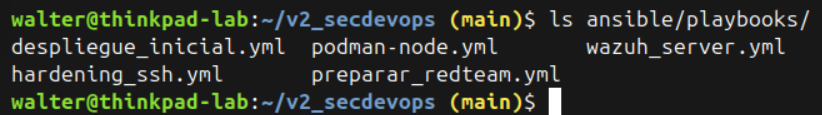 walter@thinkpad-lab:~/v2_secdevops (main)$ ls ansible/playbooks/
despliegue_inicial.yml  podman-node.yml       wazuh_server.yml
hardening_ssh.yml       preparar_redteam.yml
walter@thinkpad-lab:~/v2_secdevops (main)$